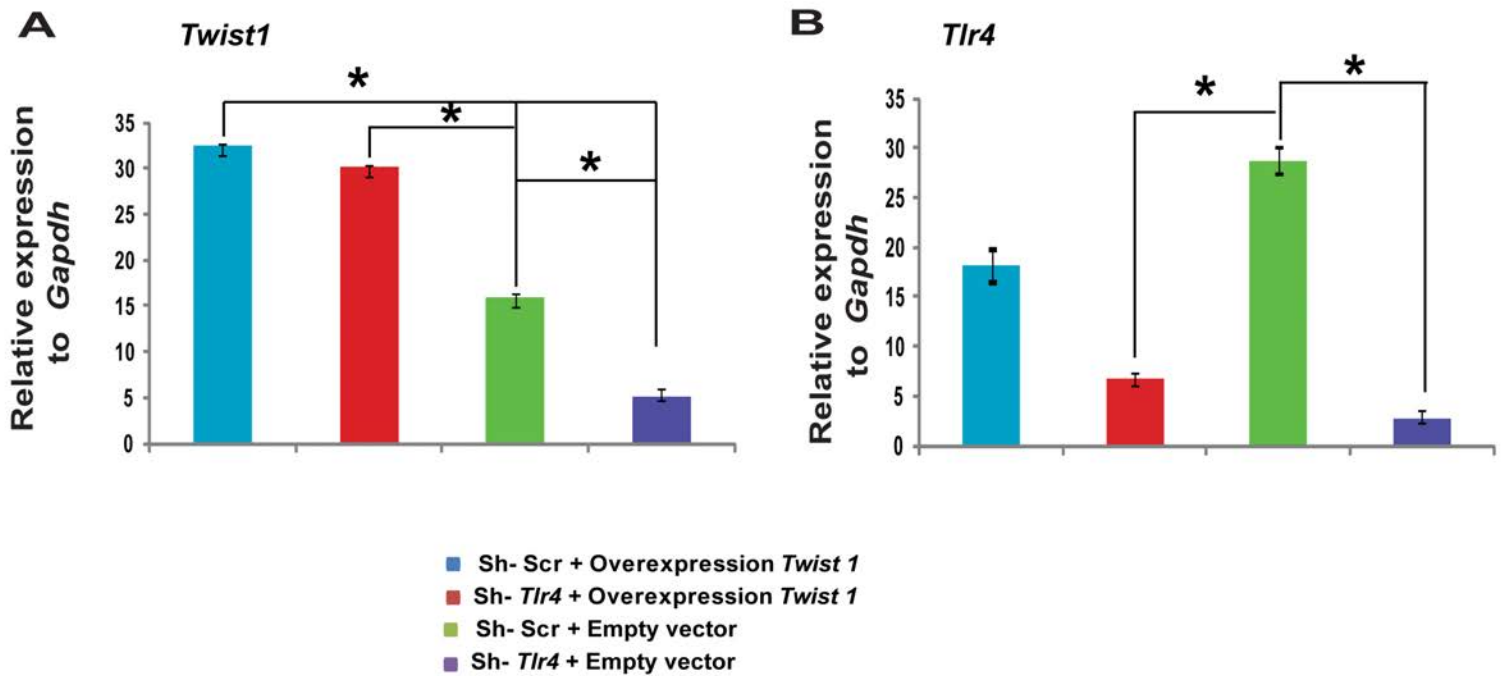 A
Twist1
*
*
*
Relative expression
to Gapdh
35
30
25
20
15
10
5
0
B
Tlr4
*
*
Relative expression
to Gapdh
35
30
25
20
15
10
5
0
Sh- Scr + Overexpression Twist 1
Sh- Tlr4 + Overexpression Twist 1
Sh- Scr + Empty vector
Sh- Tlr4 + Empty vector